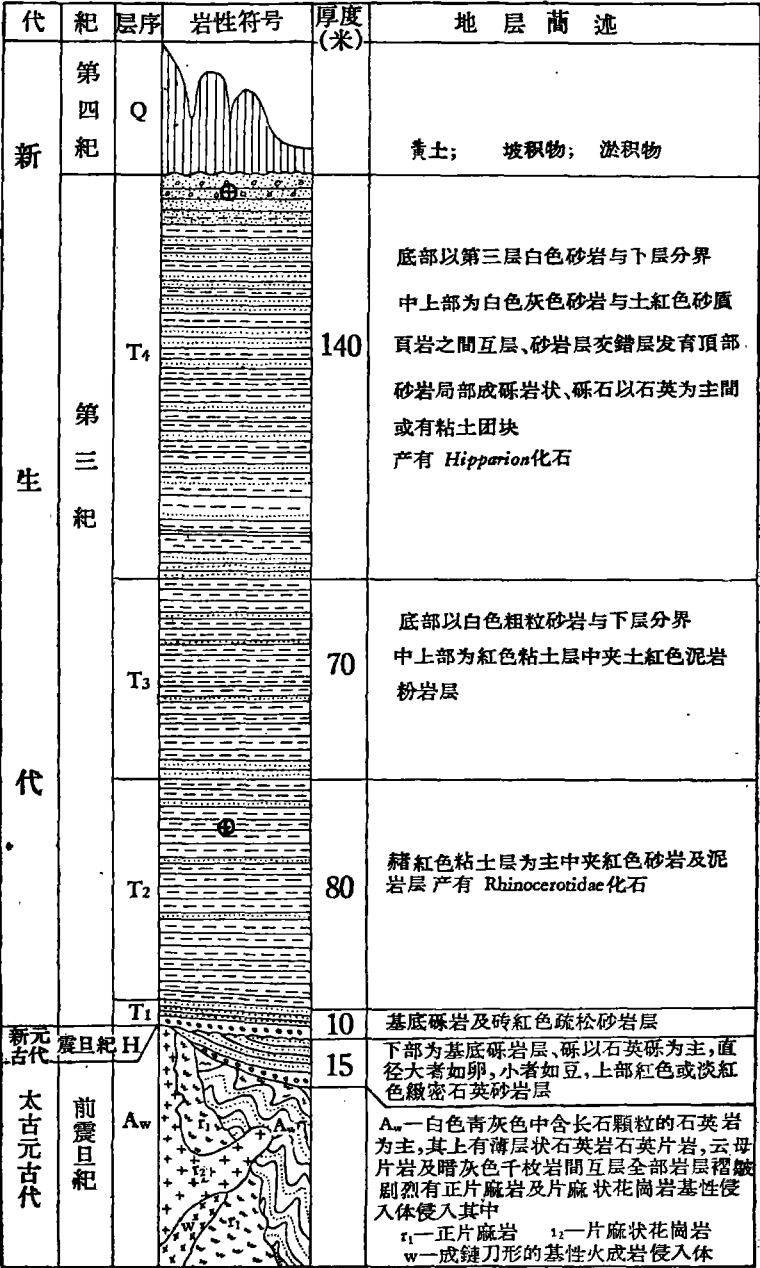 代 紀 层序 岩性符号 厚度(米) 地层蕳述
新生代
第四紀
Q
黄土; 坡积物; 淤积物
第三紀
T4
140
底部以第三层白色砂岩与下层分界
中上部为白色灰色砂岩与土紅色砂质
頁岩之間互层、砂岩层交錯层发育頂部
砂岩局部成砾岩状、砾石以石英为主間
或有粘土团块
产有 Hipparion化石
T3
70
底部以白色粗粒砂岩与下层分界
中上部为紅色粘土层中夹土紅色泥岩
粉岩层
T2
80
赭紅色粘土层为主中夹紅色砂岩及泥
岩层产有 Rhinocerotidae化石
T1
10
基底砾岩及砖紅色疏松砂岩层
新元古代
震旦紀
H
15
下部为基底砾岩层、砾以石英砾为主,直
径大者如卵,小者如豆,上部紅色或淡紅
色緻密石英砂岩层
太古元古代
前震旦紀
Aw
Aw
r1
r2
r1
w
Aw—白色青灰色中含长石顆粒的石英岩
为主,其上有薄层状石英岩石英片岩,云母
片岩及暗灰色千枚岩間互层全部岩层褶皺
剧烈有正片麻岩及片麻状花崗岩基性侵
入体侵入其中
r1—正片麻岩 r2—片麻状花崗岩
w—成鏈刀形的基性火成岩侵入体